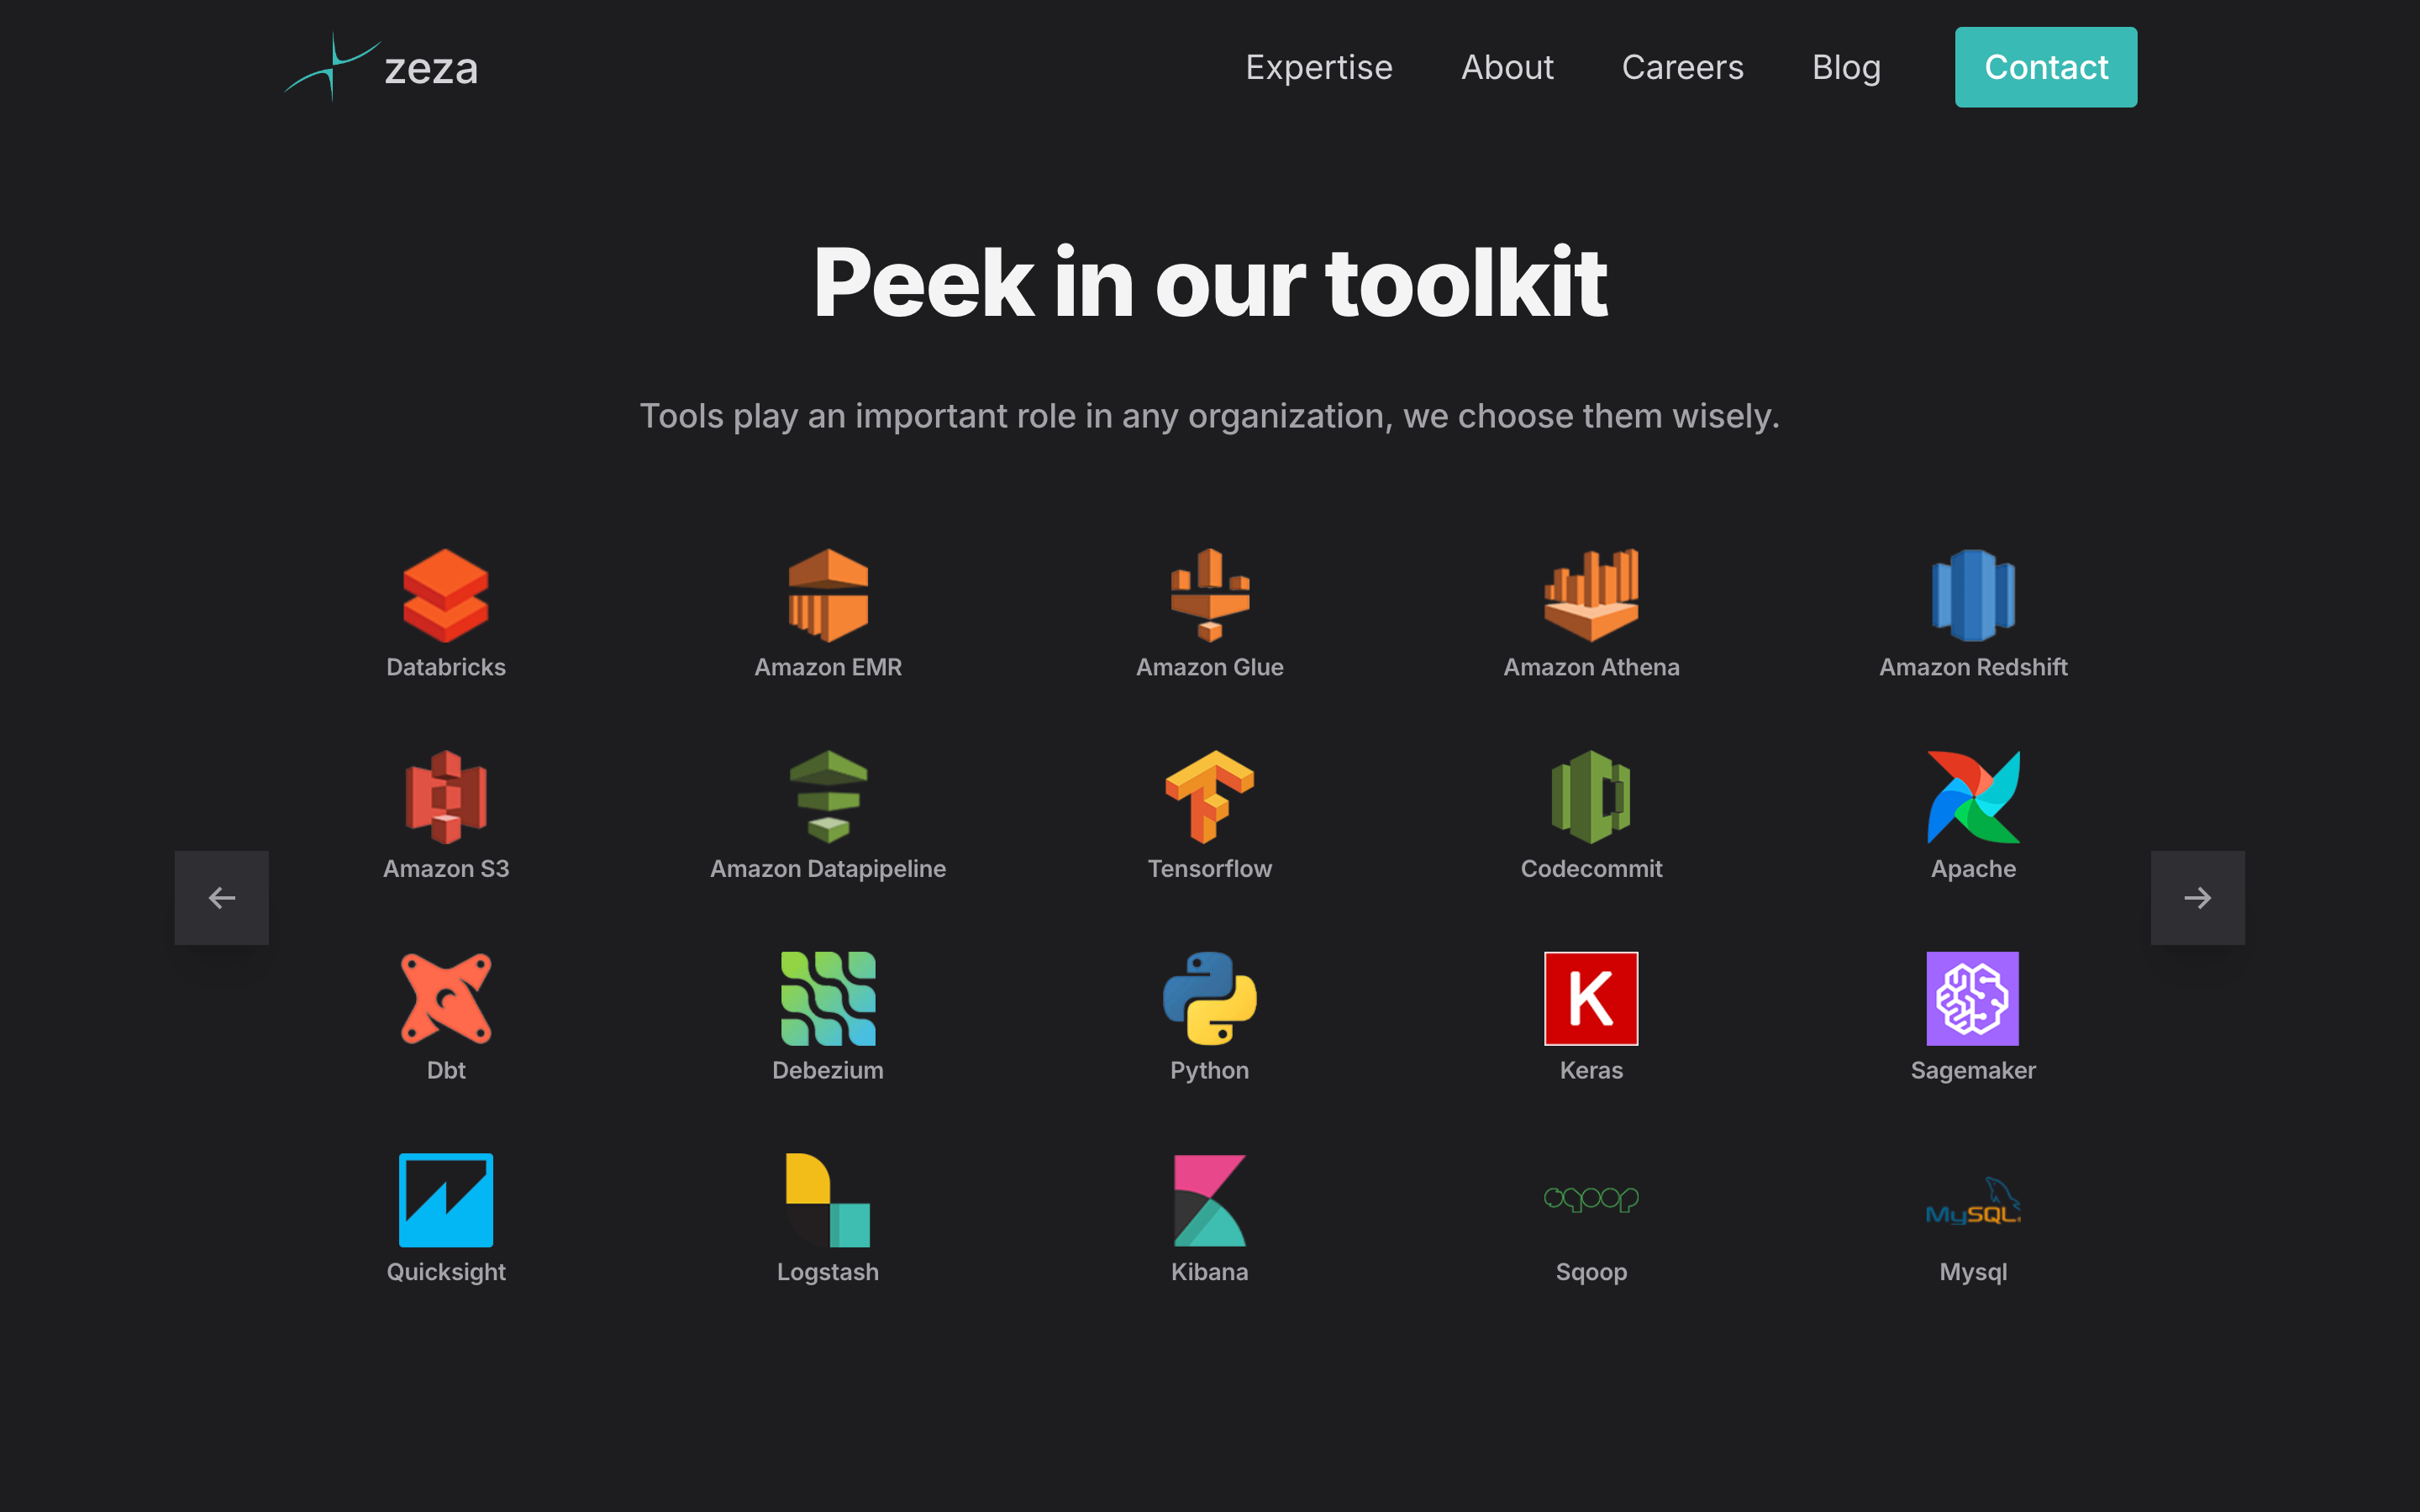 zeza
Expertise About Careers Blog Contact
Peek in our toolkit
Tools play an important role in any organization, we choose them wisely.
Databricks Amazon EMR Amazon Glue Amazon Athena Amazon Redshift
Amazon S3 Amazon Datapipeline Tensorflow Codecommit Apache
K
Dbt Debezium Python Keras Sagemaker
sqoop MySQL
Quicksight Logstash Kibana Sqoop Mysql